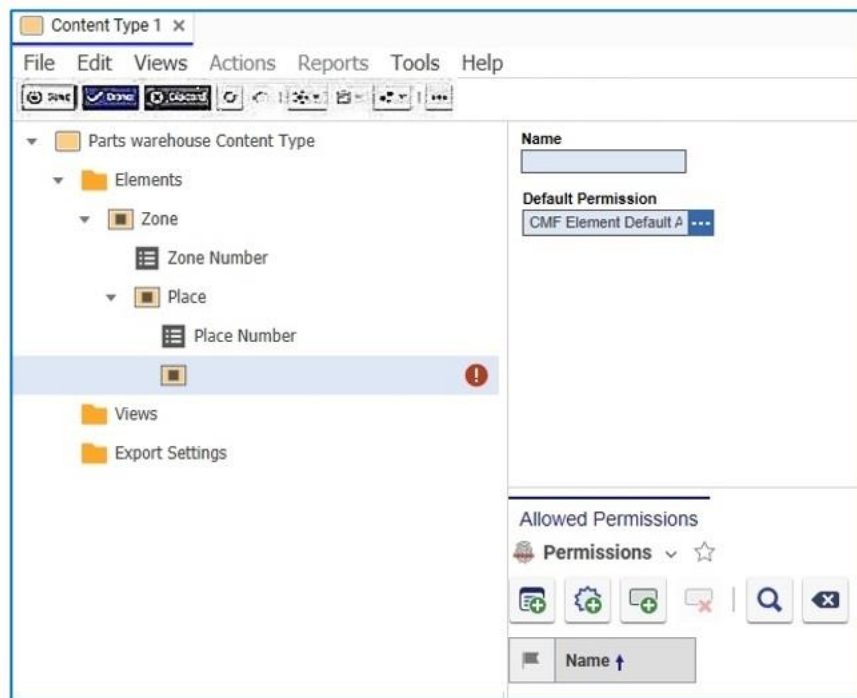 Content Type 1
File Edit Views Actions Reports Tools Help
Done Discard
Parts warehouse Content Type
Elements
Zone
Zone Number
Place
Place Number
Views
Export Settings
Name
Default Permission
CMF Element Default A
Allowed Permissions
Permissions
Name